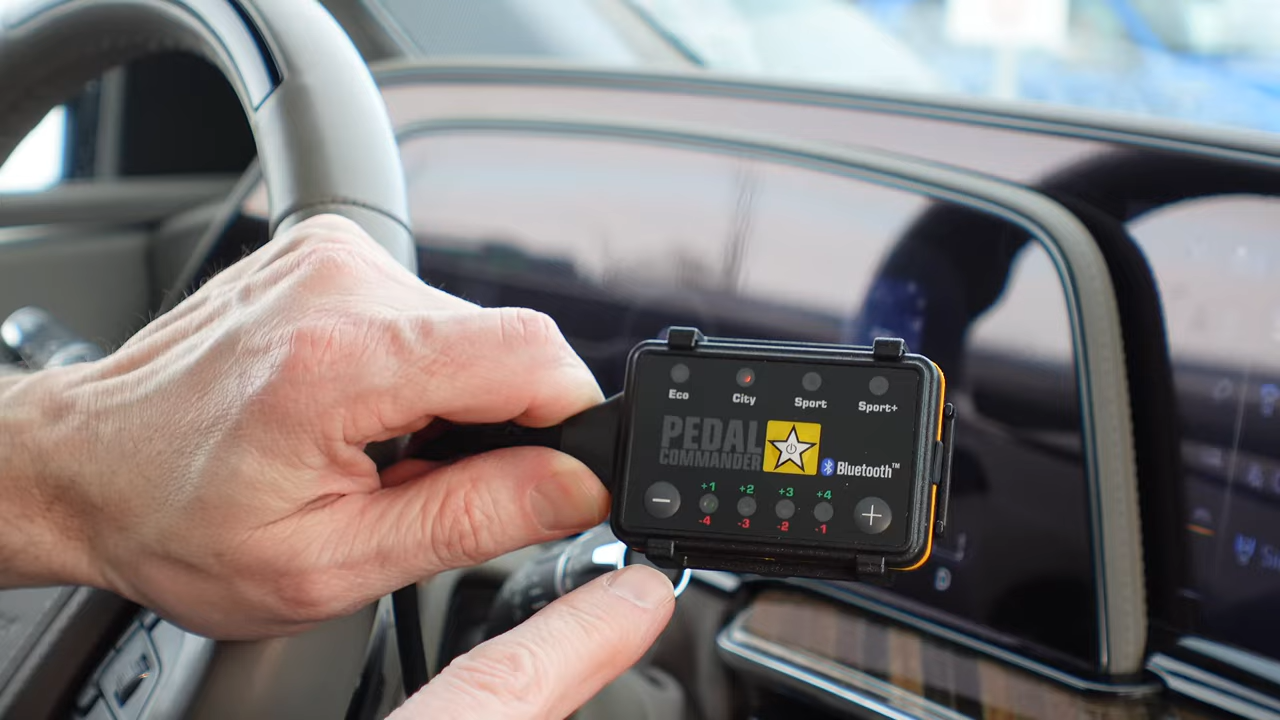 Eco City Sport Sport+
PEDAL
COMMANDER
Bluetooth™
+1 +2 +3 +4
− +
-4 -3 -2 -1